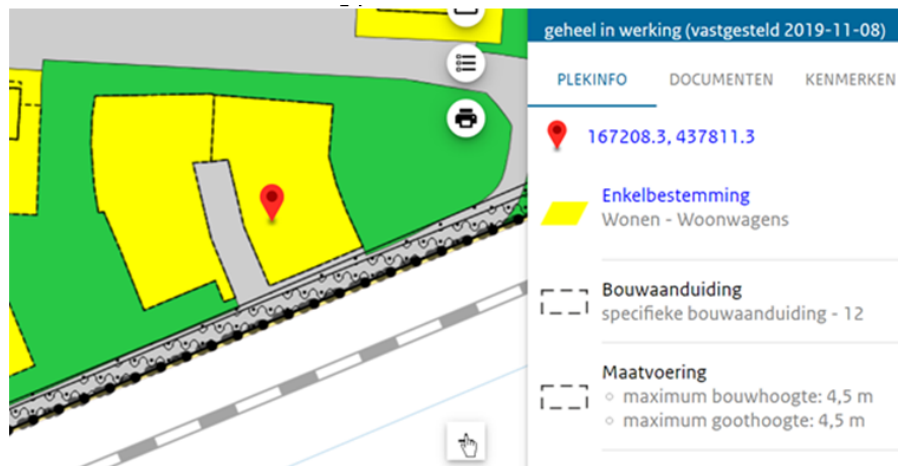 geheel in werking (vastgesteld 2019-11-08)
PLEKINFO DOCUMENTEN KENMERKEN
167208.3, 437811.3
Enkelbestemming
Wonen - Woonwagens
Bouwaanduiding
specifieke bouwaanduiding - 12
Maatvoering
maximum bouwhoogte: 4,5 m
maximum goothoogte: 4,5 m